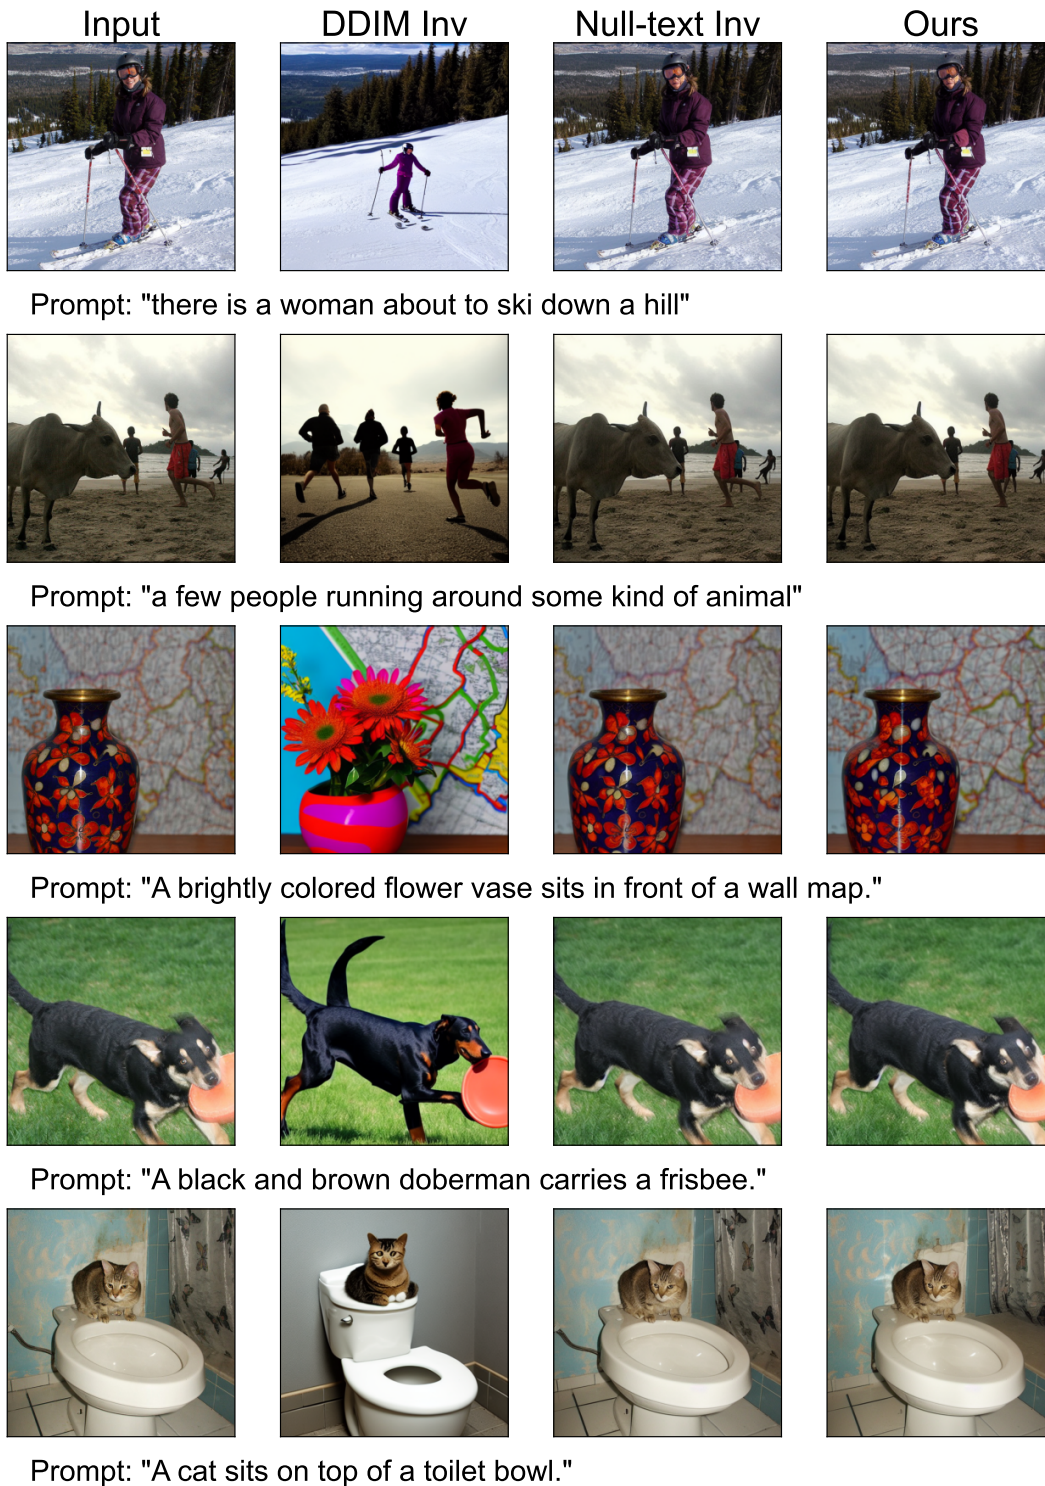 Input DDIM Inv Null-text Inv Ours
Prompt: "there is a woman about to ski down a hill"
Prompt: "a few people running around some kind of animal"
Prompt: "A brightly colored flower vase sits in front of a wall map."
Prompt: "A black and brown doberman carries a frisbee."
Prompt: "A cat sits on top of a toilet bowl."